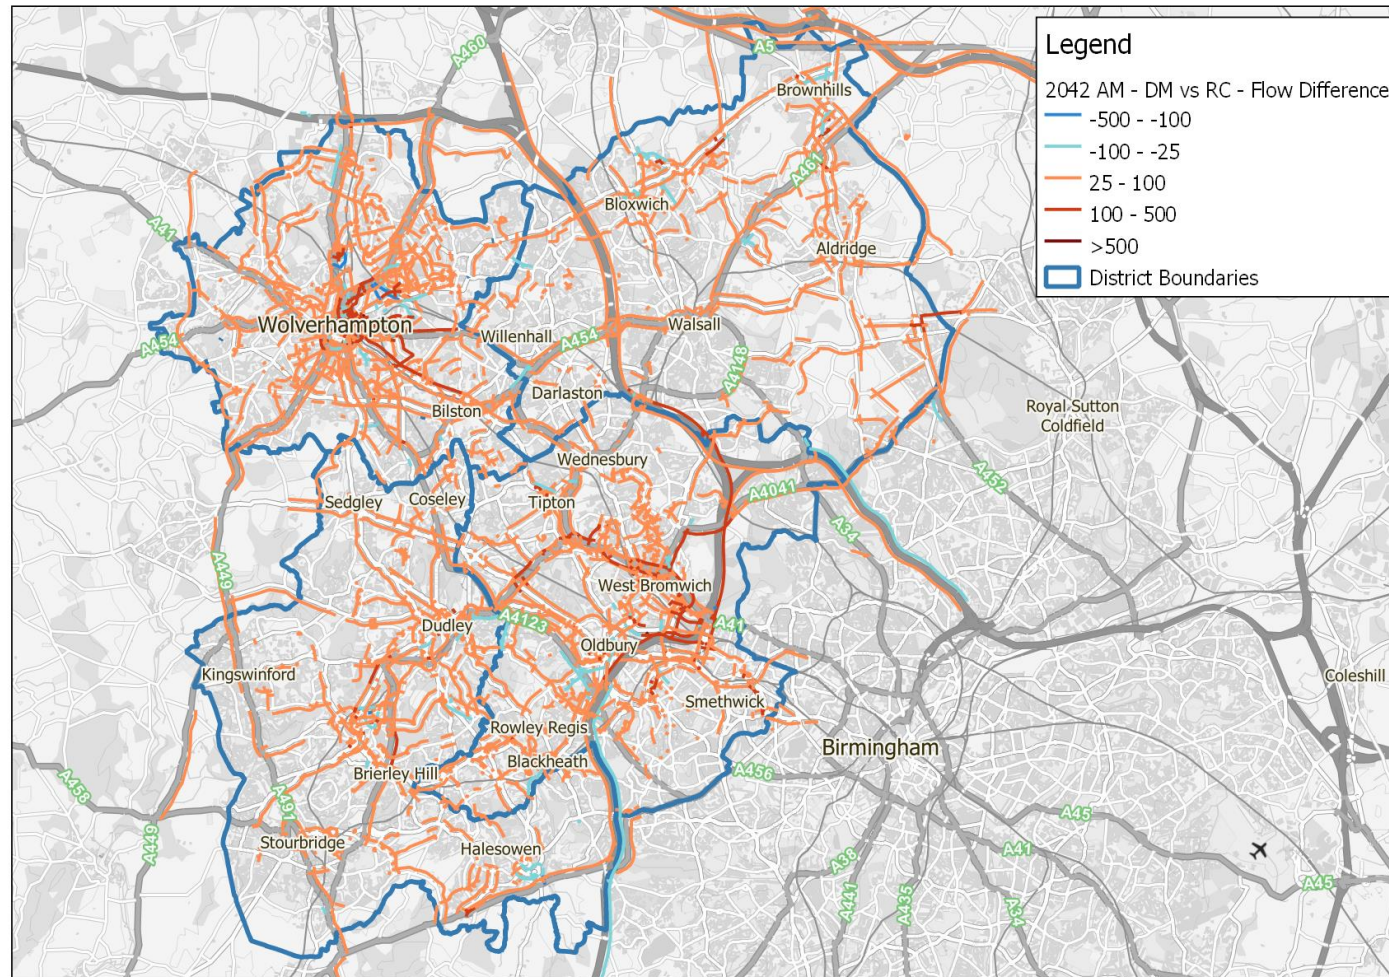 Legend
2042 AM - DM vs RC - Flow Difference
-500 - -100
-100 - -25
25 - 100
100 - 500
>500
District Boundaries
A460
A5
Brownhills
A461
Bloxwich
A41
Aldridge
Wolverhampton
Willenhall
A454
Walsall
A454
A4148
Darlaston
Bilston
Royal Sutton
Coldfield
Wednesbury
A452
Sedgley
Coseley
Tipton
A4041
A34
A449
West Bromwich
Dudley
A4123
A41
Oldbury
Kingswinford
Coleshill
Smethwick
Rowley Regis
Birmingham
Blackheath
Brierley Hill
A456
A458
A449
A491
A45
Stourbridge
Halesowen
A38
A41
A45
A441
A435
A34